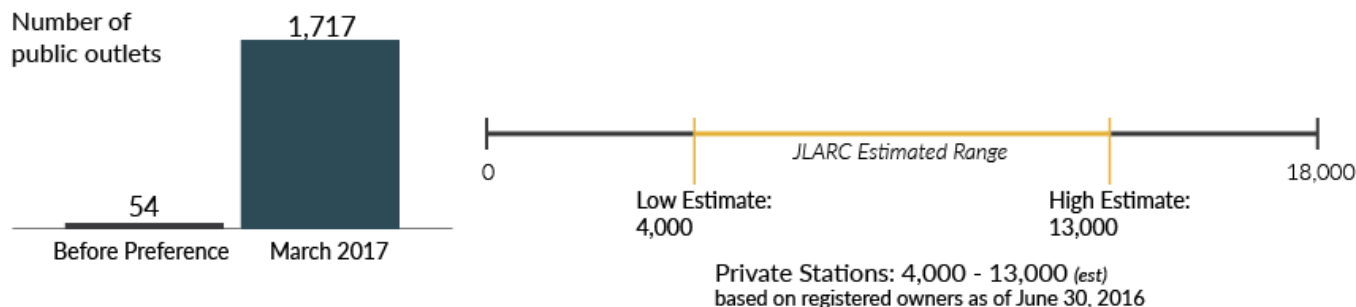 Number of
public outlets
1,717
54
Before Preference
March 2017
JLARC Estimated Range
0
18,000
Low Estimate:
4,000
High Estimate:
13,000
Private Stations: 4,000 - 13,000 (est)
based on registered owners as of June 30, 2016